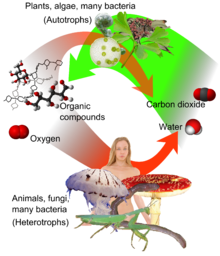 Plants, algae, many bacteria
(Autotrophs)
Organic
compounds
Carbon dioxide
Oxygen
Water
Animals, fungi,
many bacteria
(Heterotrophs)